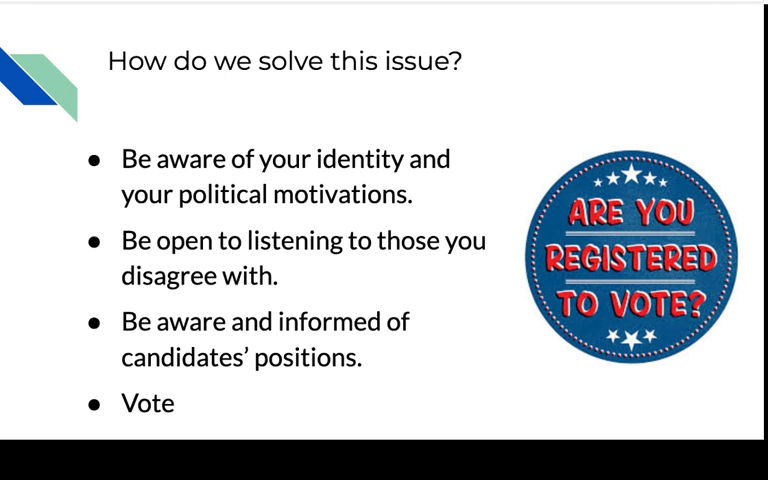 How do we solve this issue?
● Be aware of your identity and
your political motivations.
● Be open to listening to those you
disagree with.
● Be aware and informed of
candidates’ positions.
● Vote
ARE YOU
REGISTERED
TO VOTE?